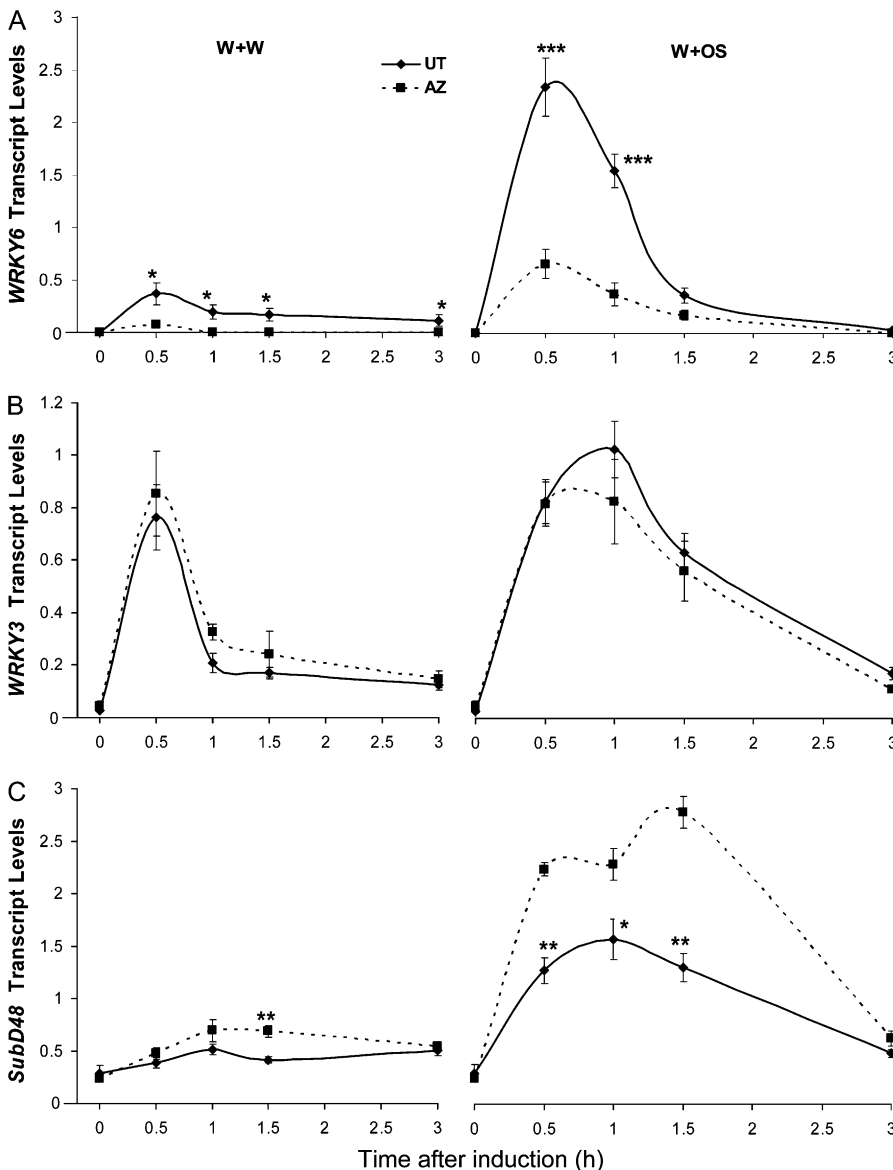 A
WRKY6 Transcript Levels
3
2.5
2
1.5
1
0.5
0
W+W
UT
AZ
W+OS
***
***
* * * *
0 0.5 1 1.5 2 2.5 3
0 0.5 1 1.5 2 2.5 3
B
WRKY3 Transcript Levels
1.2
1
0.8
0.6
0.4
0.2
0
0 0.5 1 1.5 2 2.5 3
0 0.5 1 1.5 2 2.5 3
C
SubD48 Transcript Levels
3
2.5
2
1.5
1
0.5
0
**
** * **
0 0.5 1 1.5 2 2.5 3
0 0.5 1 1.5 2 2.5 3
Time after induction (h)